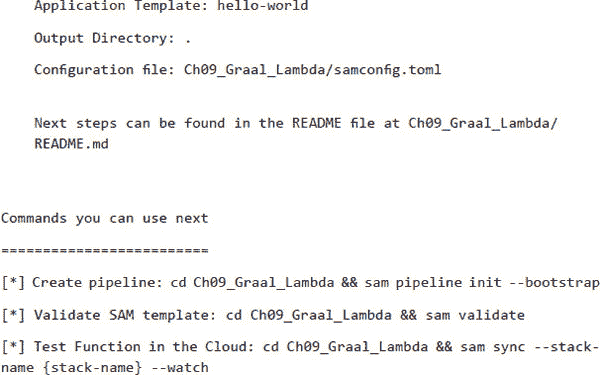 Application Template: hello-world
Output Directory: .
Configuration file: Ch09_Graal_Lambda/samconfig.toml
Next steps can be found in the README file at Ch09_Graal_Lambda/
README.md
Commands you can use next
=========================
[*] Create pipeline: cd Ch09_Graal_Lambda && sam pipeline init --bootstrap
[*] Validate SAM template: cd Ch09_Graal_Lambda && sam validate
[*] Test Function in the Cloud: cd Ch09_Graal_Lambda && sam sync --stack-
name {stack-name} --watch